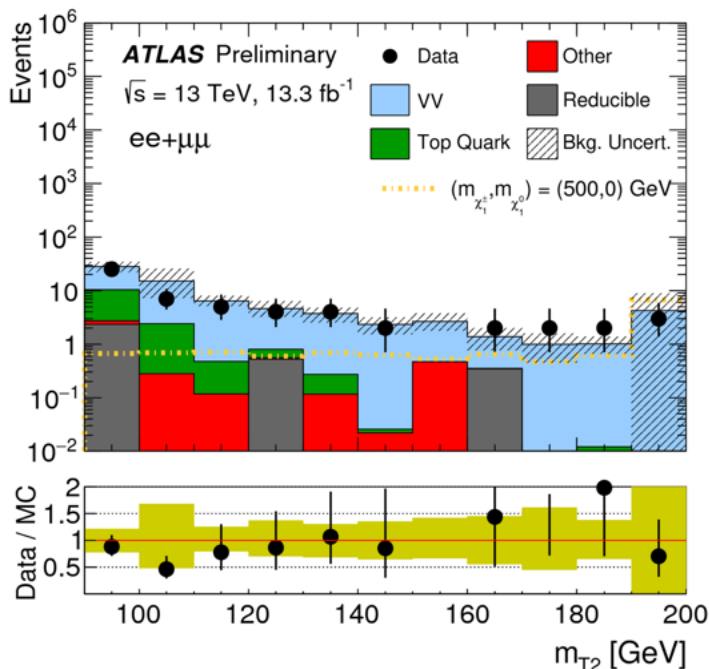 Events
10⁶
10⁵
10⁴
10³
10²
10
1
10⁻¹
10⁻²
ATLAS Preliminary
√s = 13 TeV, 13.3 fb⁻¹
ee+μμ
Data
VV
Top Quark
Other
Reducible
Bkg. Uncert.
(m_χ̃₁±, m_χ̃₁⁰) = (500,0) GeV
Data / MC
2
1.5
1
0.5
100 120 140 160 180 200
m_T2 [GeV]